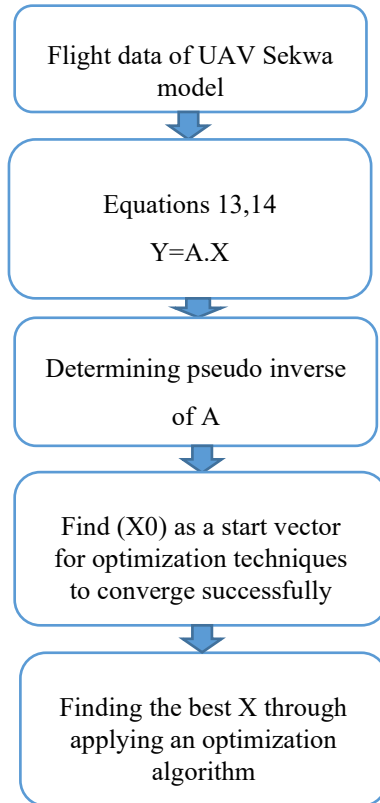 Flight data of UAV Sekwa
model
Equations 13,14
Y=A.X
Determining pseudo inverse
of A
Find (X0) as a start vector
for optimization techniques
to converge successfully
Finding the best X through
applying an optimization
algorithm